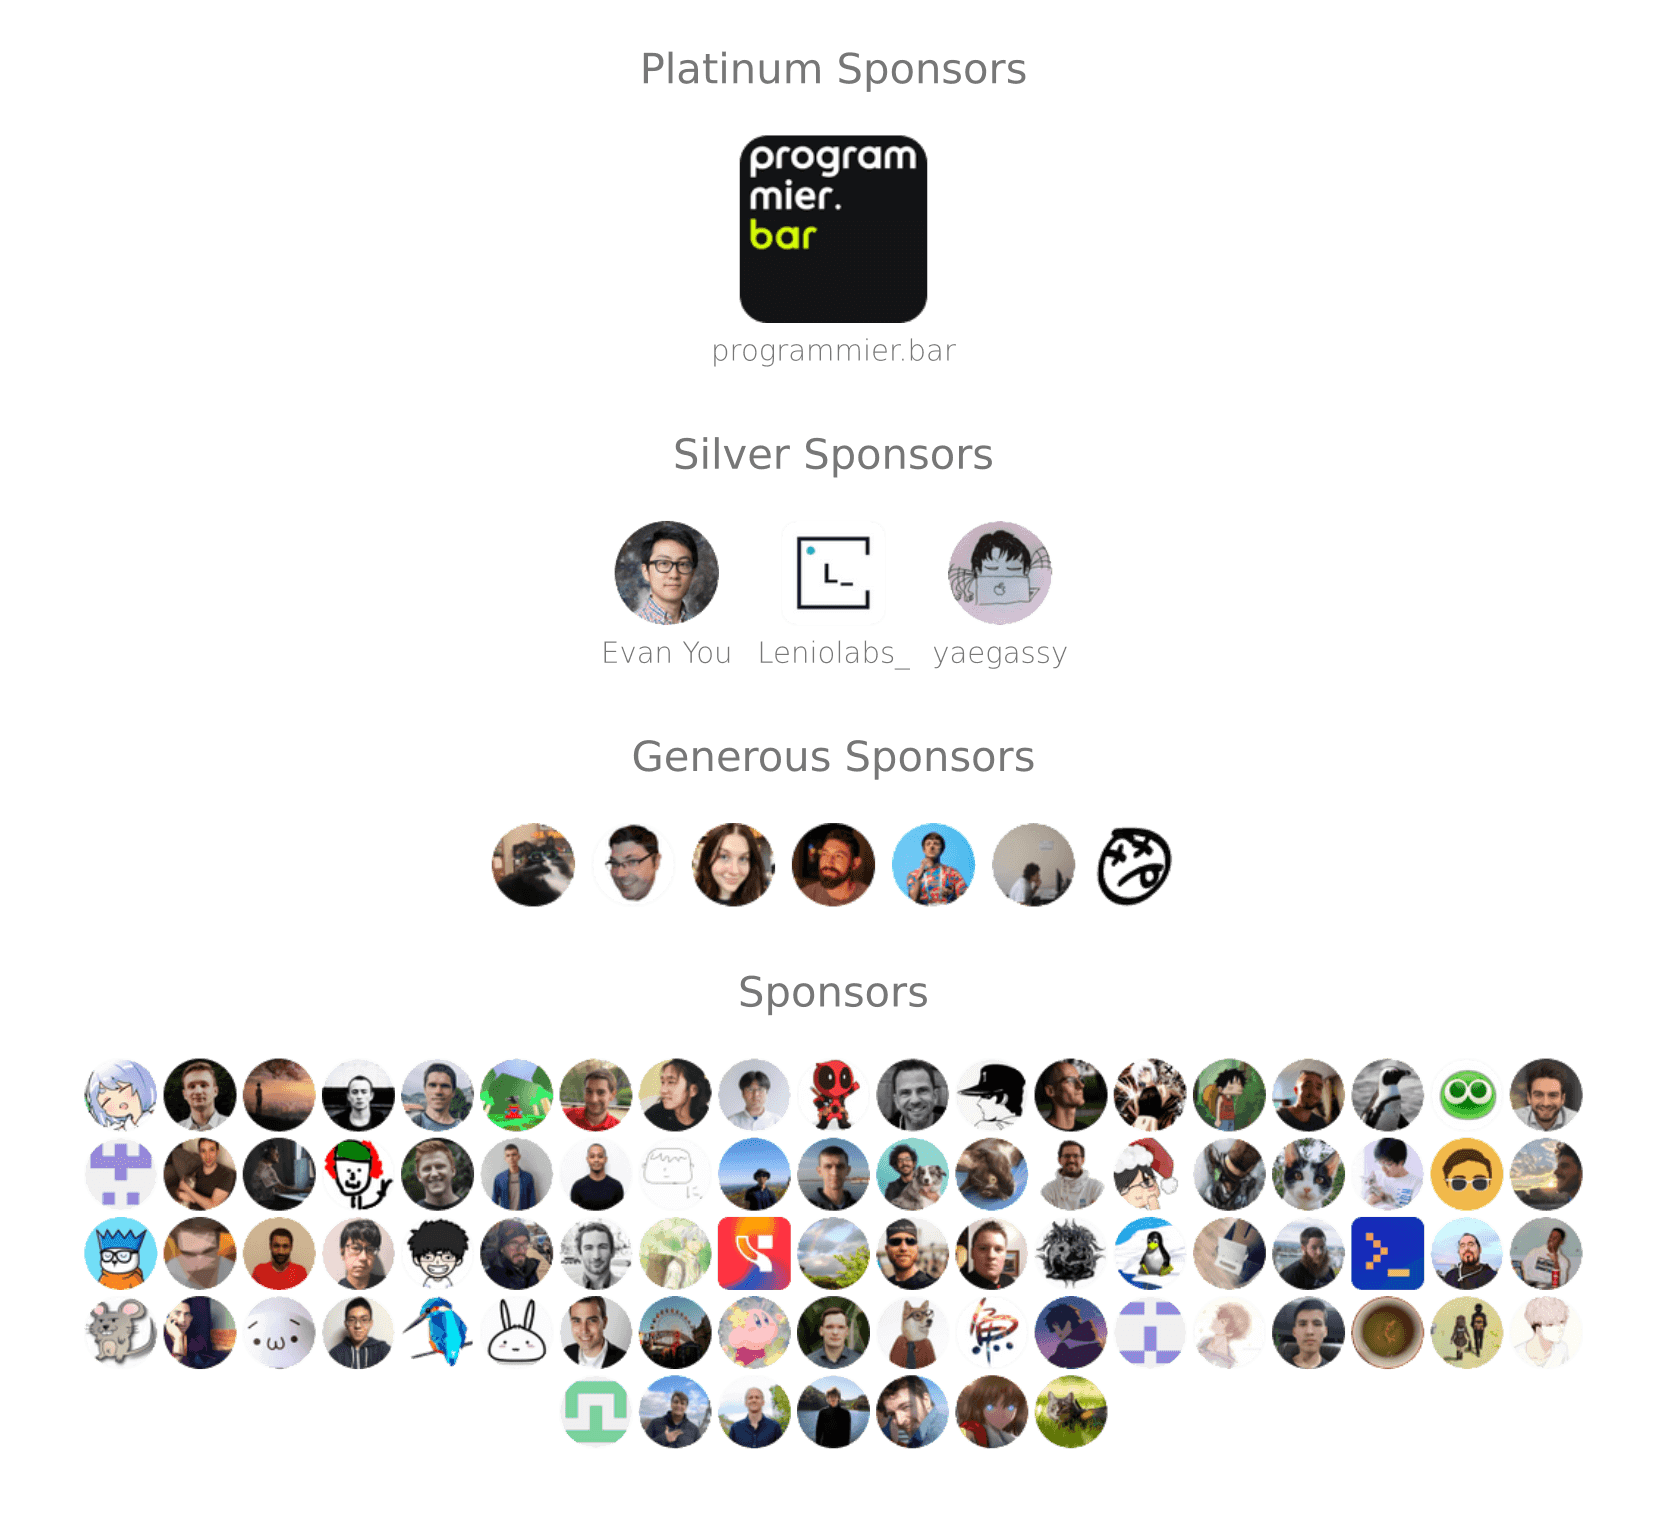 Platinum Sponsors
program
mier.
bar
programmier.bar
Silver Sponsors
L_
Evan You Leniolabs_ yaegassy
Generous Sponsors
Sponsors